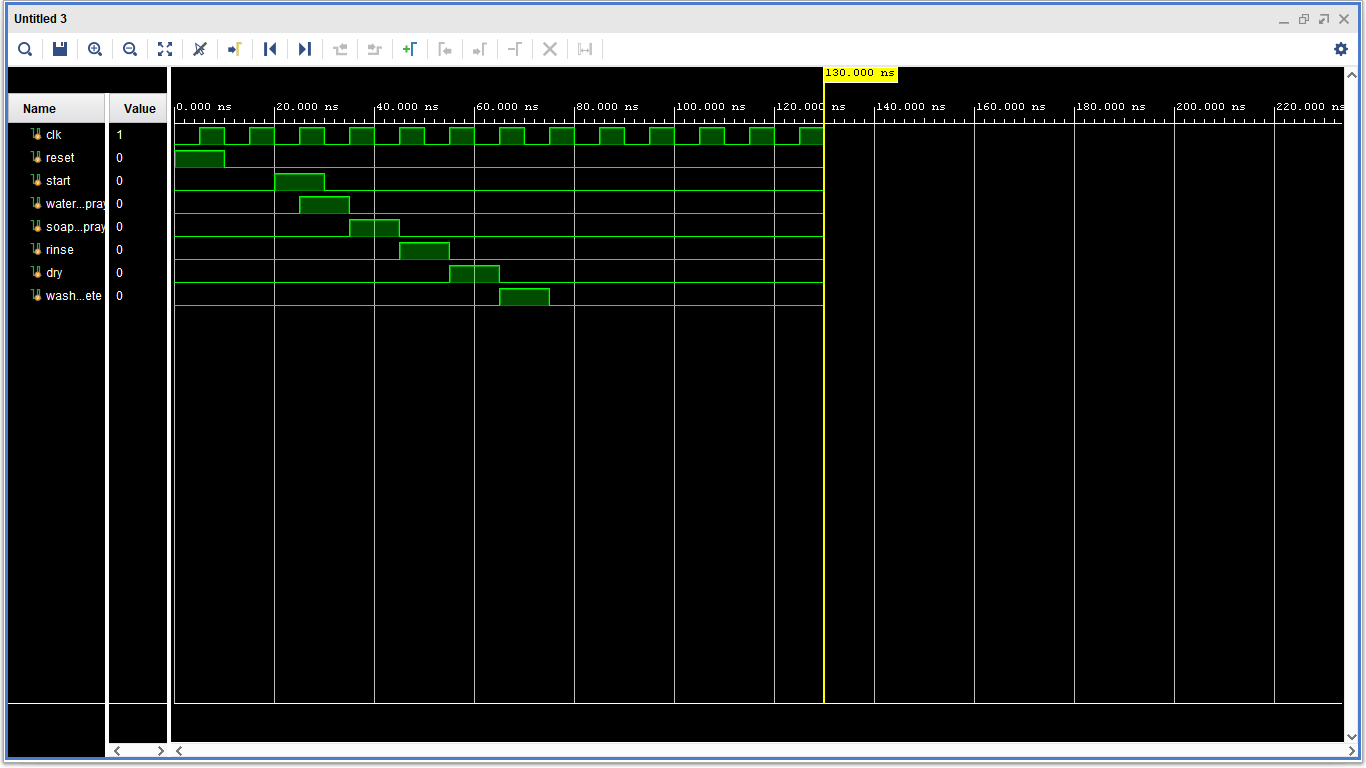 Untitled 3
130.000 ns
Name Value
0.000 ns 20.000 ns 40.000 ns 60.000 ns 80.000 ns 100.000 ns 120.000 ns 140.000 ns 160.000 ns 180.000 ns 200.000 ns 220.000 ns
clk 1
reset 0
start 0
water...pray 0
soap...pray 0
rinse 0
dry 0
wash...ete 0